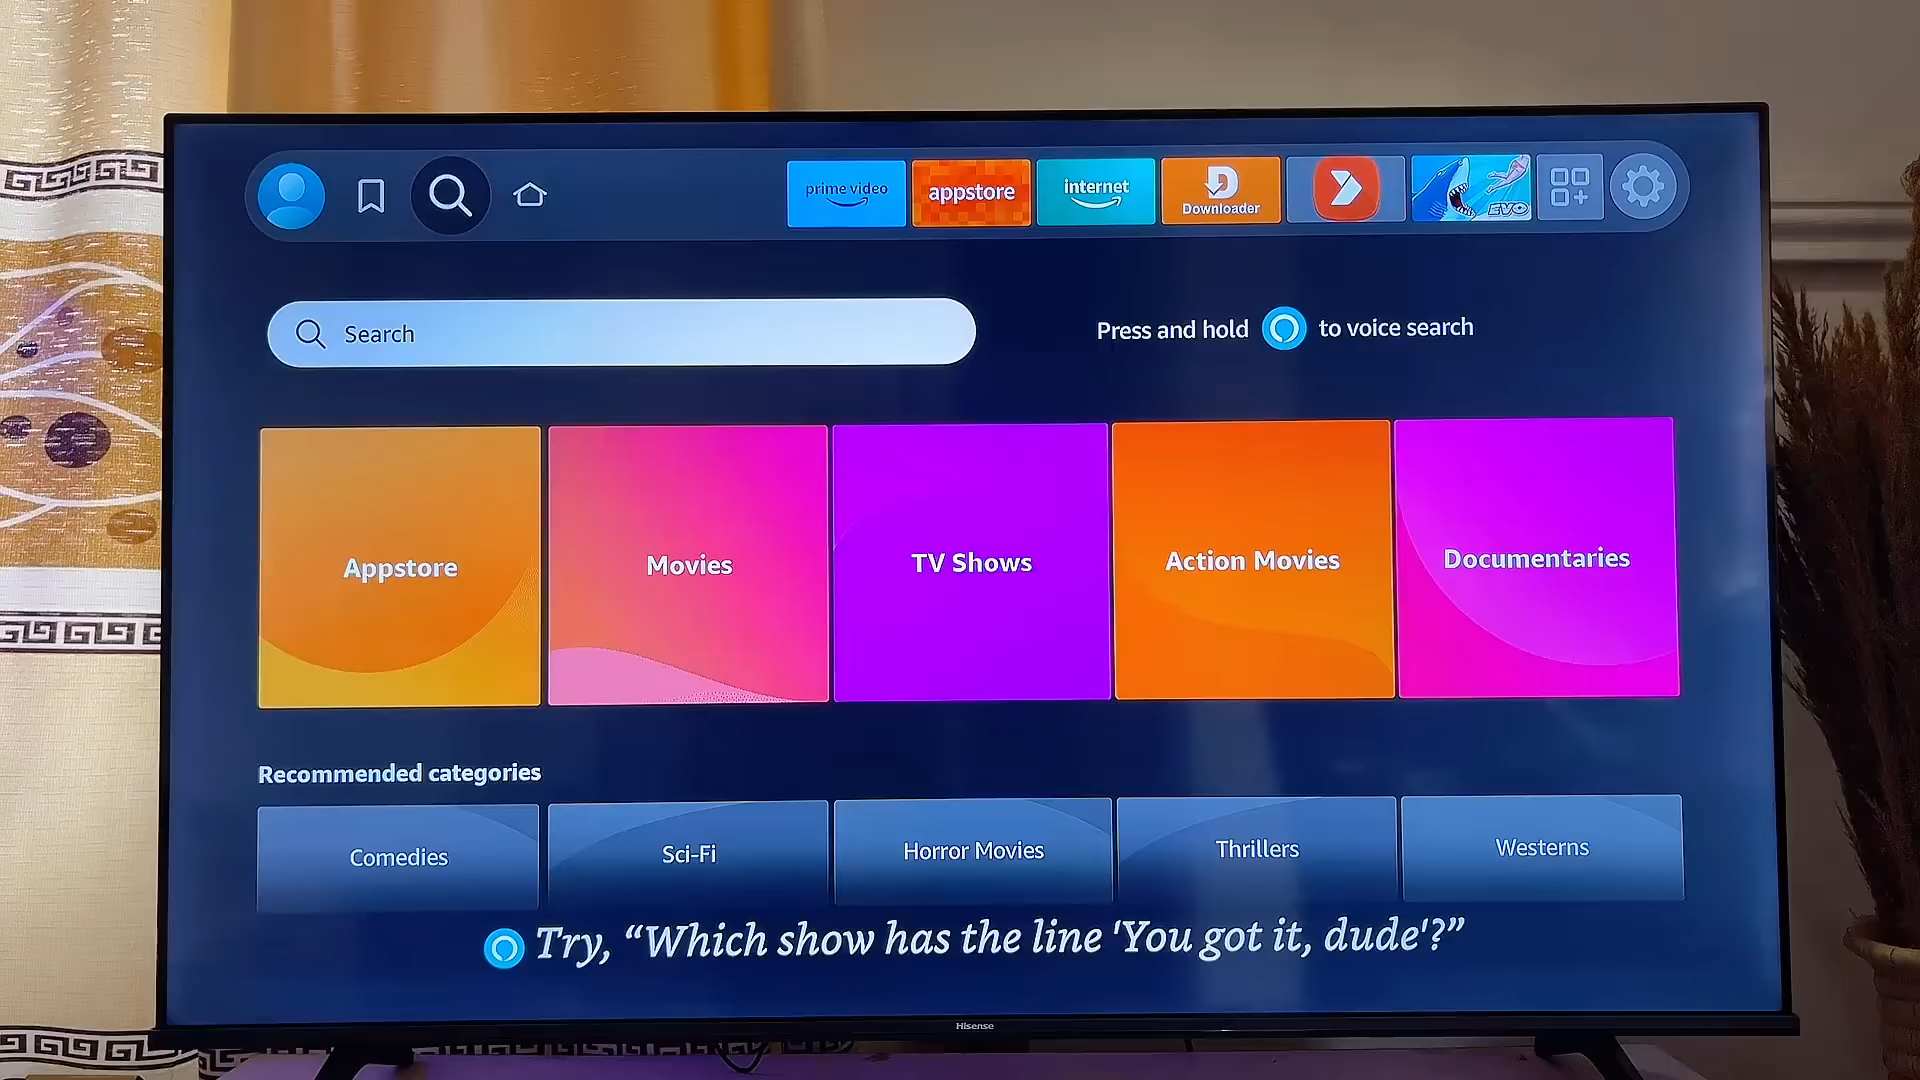 prime video
appstore
internet
Downloader
EVO
Search
Press and hold to voice search
Appstore
Movies
TV Shows
Action Movies
Documentaries
Recommended categories
Comedies
Sci-Fi
Horror Movies
Thrillers
Westerns
Try, “Which show has the line 'You got it, dude'?”
Hisense